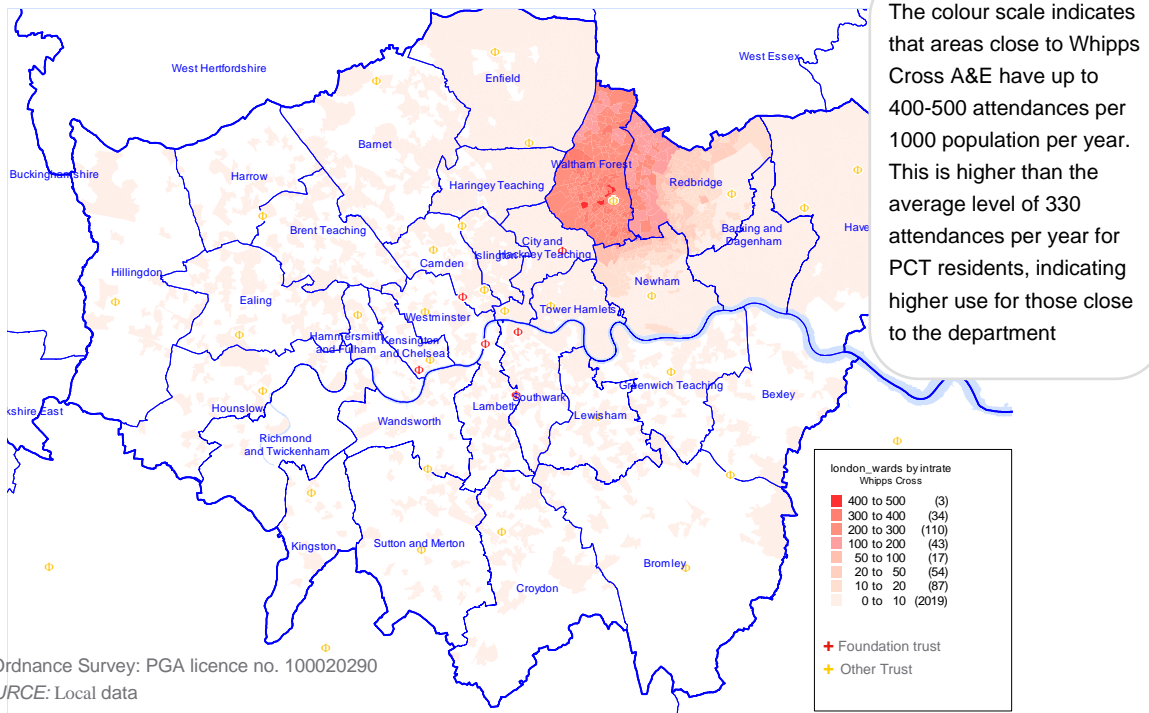 The colour scale indicates
that areas close to Whipps
Cross A&E have up to
400-500 attendances per
1000 population per year.
This is higher than the
average level of 330
attendances per year for
PCT residents, indicating
higher use for those close
to the department
West Hertfordshire
West Essex
Enfield
Barnet
Waltham Forest
Buckinghamshire
Harrow
Haringey Teaching
Redbridge
Brent Teaching
Barking and
Dagenham
Have
City and
Hackney Teaching
Islington
Camden
Hillingdon
Newham
Ealing
Tower Hamlets
Westminster
Hammersmith
and Fulham
Kensington
and Chelsea
Greenwich Teaching
Bexley
kshire East
Hounslow
Southwark
Lambeth
Lewisham
Wandsworth
Richmond
and Twickenham
Kingston
Sutton and Merton
Bromley
Croydon
london_wards by intrate
Whipps Cross
400 to 500 (3)
300 to 400 (34)
200 to 300 (110)
100 to 200 (43)
50 to 100 (17)
20 to 50 (54)
10 to 20 (87)
0 to 10 (2019)
Foundation trust
Other Trust
Ordnance Survey: PGA licence no. 100020290
URCE: Local data